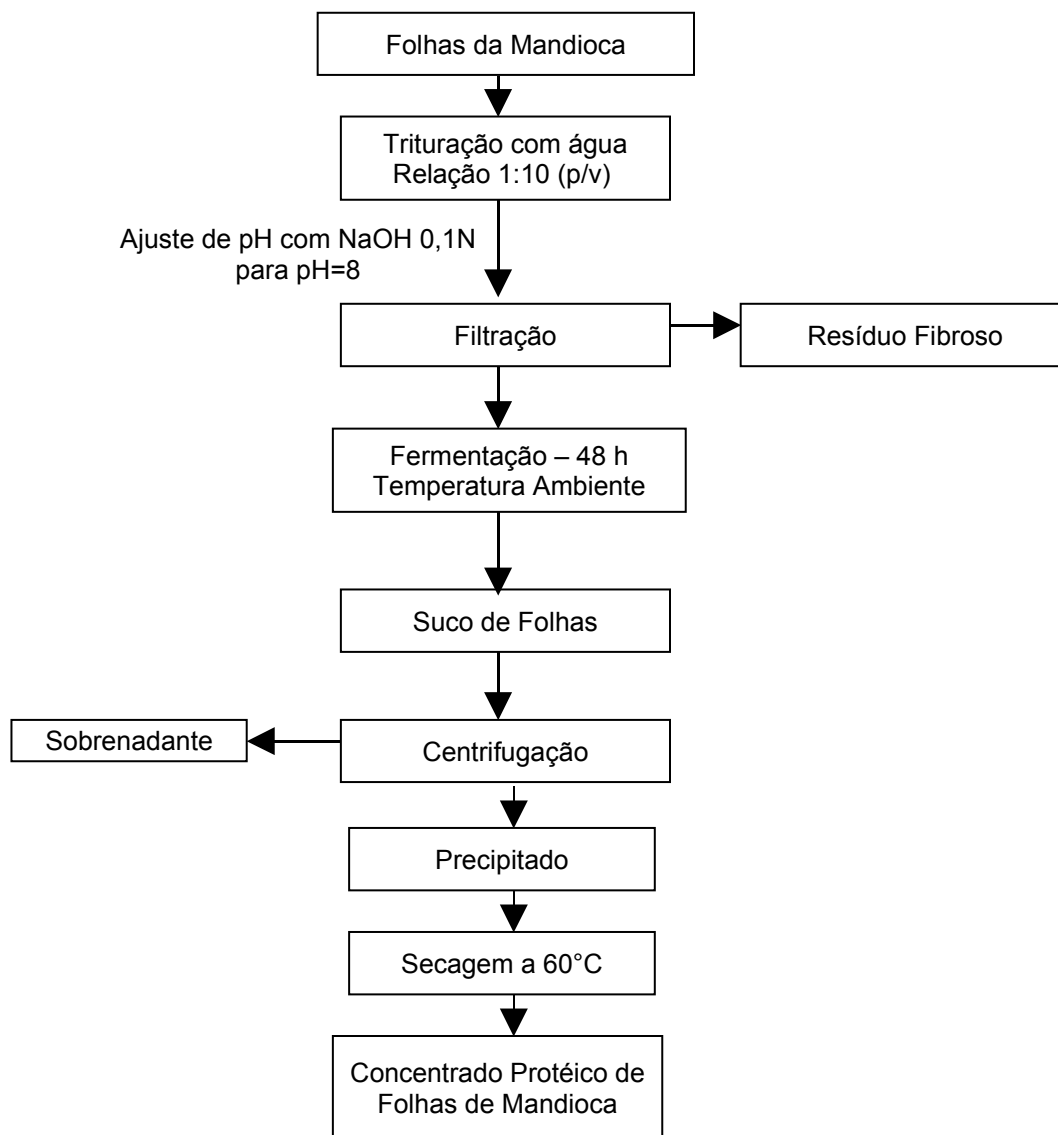 Folhas da Mandioca
Trituração com água
Relação 1:10 (p/v)
Ajuste de pH com NaOH 0,1N
para pH=8
Filtração
Resíduo Fibroso
Fermentação – 48 h
Temperatura Ambiente
Suco de Folhas
Sobrenadante
Centrifugação
Precipitado
Secagem a 60°C
Concentrado Protéico de
Folhas de Mandioca